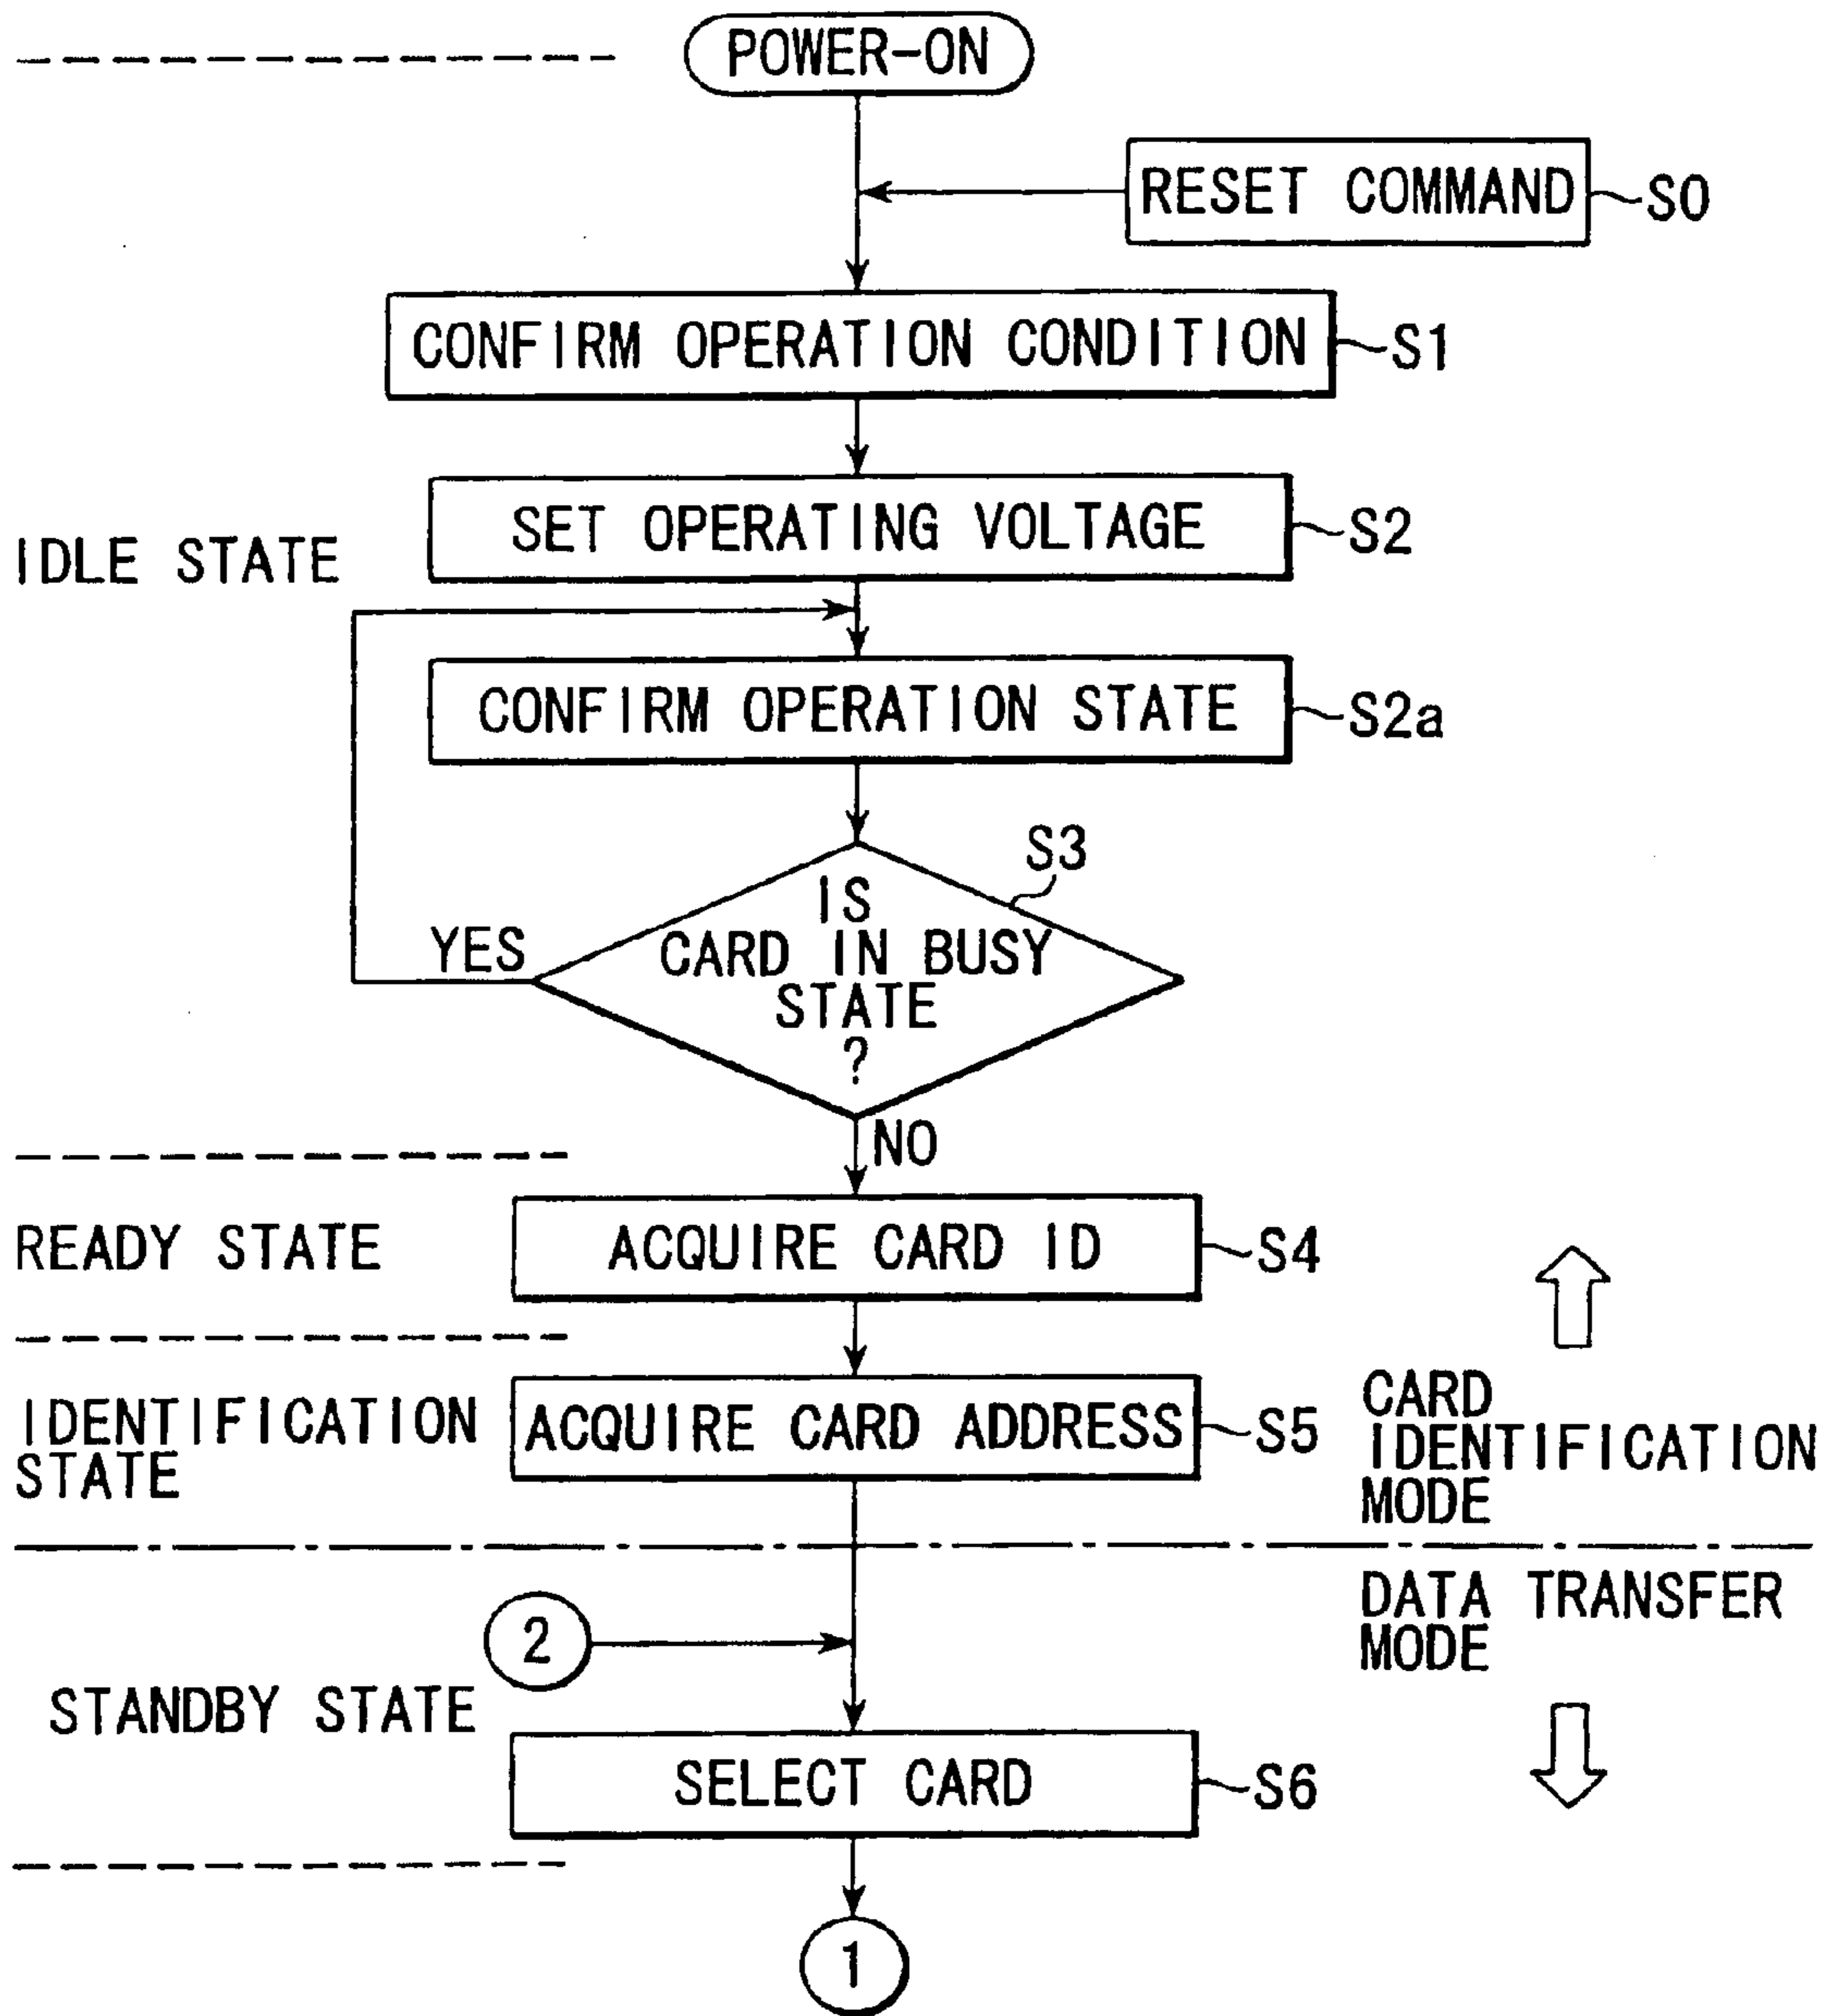 POWER-ON
RESET COMMAND
S0
CONFIRM OPERATION CONDITION
S1
SET OPERATING VOLTAGE
S2
IDLE STATE
CONFIRM OPERATION STATE
S2a
S3
IS
CARD IN BUSY
STATE
?
YES
NO
READY STATE
ACQUIRE CARD ID
S4
IDENTIFICATION
STATE
ACQUIRE CARD ADDRESS
S5
CARD
IDENTIFICATION
MODE
DATA TRANSFER
MODE
2
STANDBY STATE
SELECT CARD
S6
1